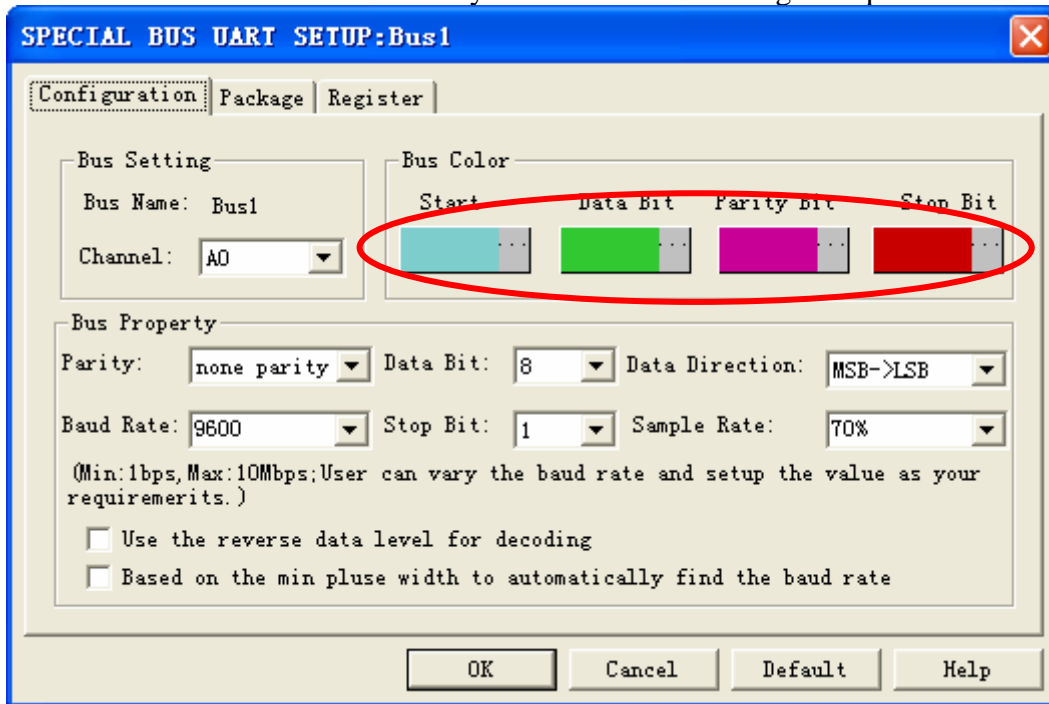 SPECIAL BUS UART SETUP:Bus1
Configuration Package Register
Bus Setting
Bus Name: Bus1
Channel: A0
Bus Color
Start Data Bit Parity Bit Stop Bit
... ... ... ...
Bus Property
Parity: none parity Data Bit: 8 Data Direction: MSB->LSB
Baud Rate: 9600 Stop Bit: 1 Sample Rate: 70%
(Min:1bps,Max:10Mbps;User can vary the baud rate and setup the value as your
requiremerits.)
Use the reverse data level for decoding
Based on the min pluse width to automatically find the baud rate
OK Cancel Default Help